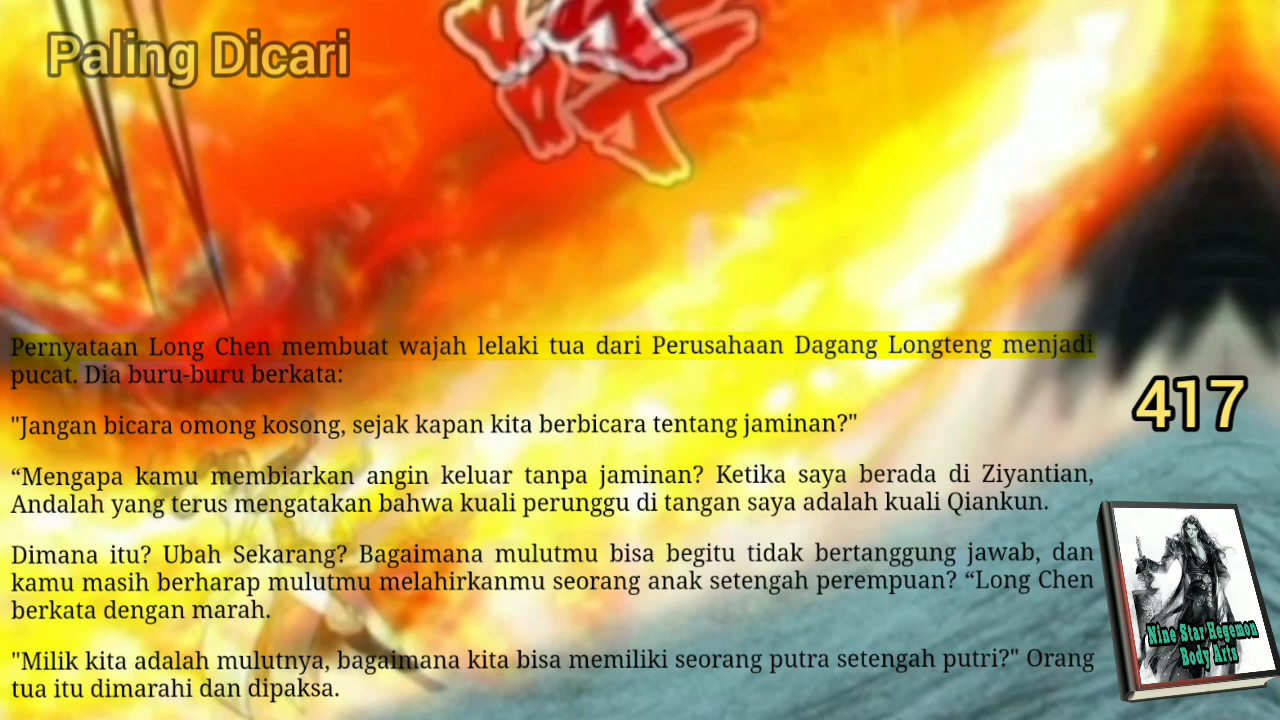 Paling Dicari
Pernyataan Long Chen membuat wajah lelaki tua dari Perusahaan Dagang Longteng menjadi
pucat. Dia buru-buru berkata:
"Jangan bicara omong kosong, sejak kapan kita berbicara tentang jaminan?"
“Mengapa kamu membiarkan angin keluar tanpa jaminan? Ketika saya berada di Ziyantian,
Andalah yang terus mengatakan bahwa kuali perunggu di tangan saya adalah kuali Qiankun.
Dimana itu? Ubah Sekarang? Bagaimana mulutmu bisa begitu tidak bertanggung jawab, dan
kamu masih berharap mulutmu melahirkanmu seorang anak setengah perempuan? “Long Chen
berkata dengan marah.
"Milik kita adalah mulutnya, bagaimana kita bisa memiliki seorang putra setengah putri?" Orang
tua itu dimarahi dan dipaksa.
417
Nine Star Hegemon
Body Arts